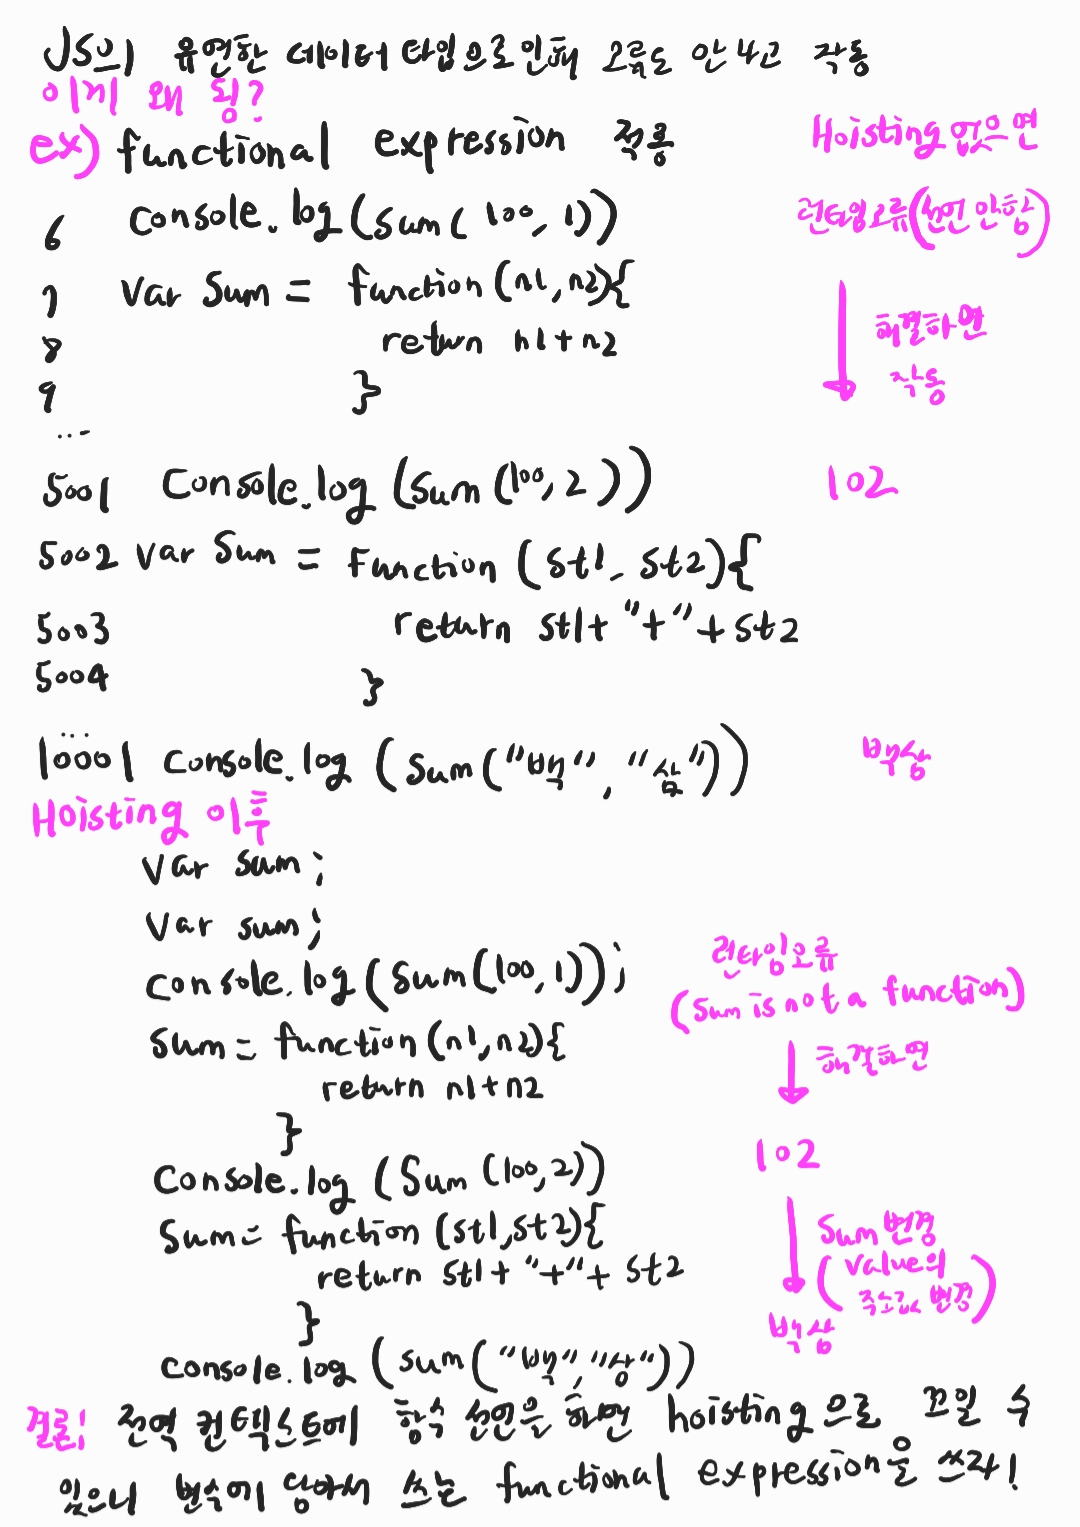 JS의 유연한 데이터 타입으로 인해 오류도 안 나고 작동
이게 왜 됨?
ex) functional expression 적용
Hoisting 없으면
6 Console.log(Sum(100, 1))
런타임오류(선언 안함)
7 Var Sum = function(n1, n2){
8 return n1+n2
해결하면
9 }
작동
...
5001 Console.log(Sum(100, 2))
102
5002 Var Sum = Function (St1, St2){
5003 return st1+"+"+st2
5004 }
...
10001 Console.log(Sum("백", "삼"))
백삼
Hoisting 이후
Var sum;
Var sum;
console.log(Sum(100, 1));
런타임오류
(Sum is not a function)
Sum = function(n1, n2){
해결하면
return n1+n2
}
Console.log(Sum(100, 2))
102
Sum = function (st1, st2){
Sum 변경
return st1+"+"+st2
(Value의
주소값 변경)
}
백삼
console.log(sum("백", "삼"))
결론! 전역 컨텍스트에 함수 선언을 하면 hoisting으로 꼬일 수
있으니 변수에 담아서 쓰는 functional expression을 쓰라!